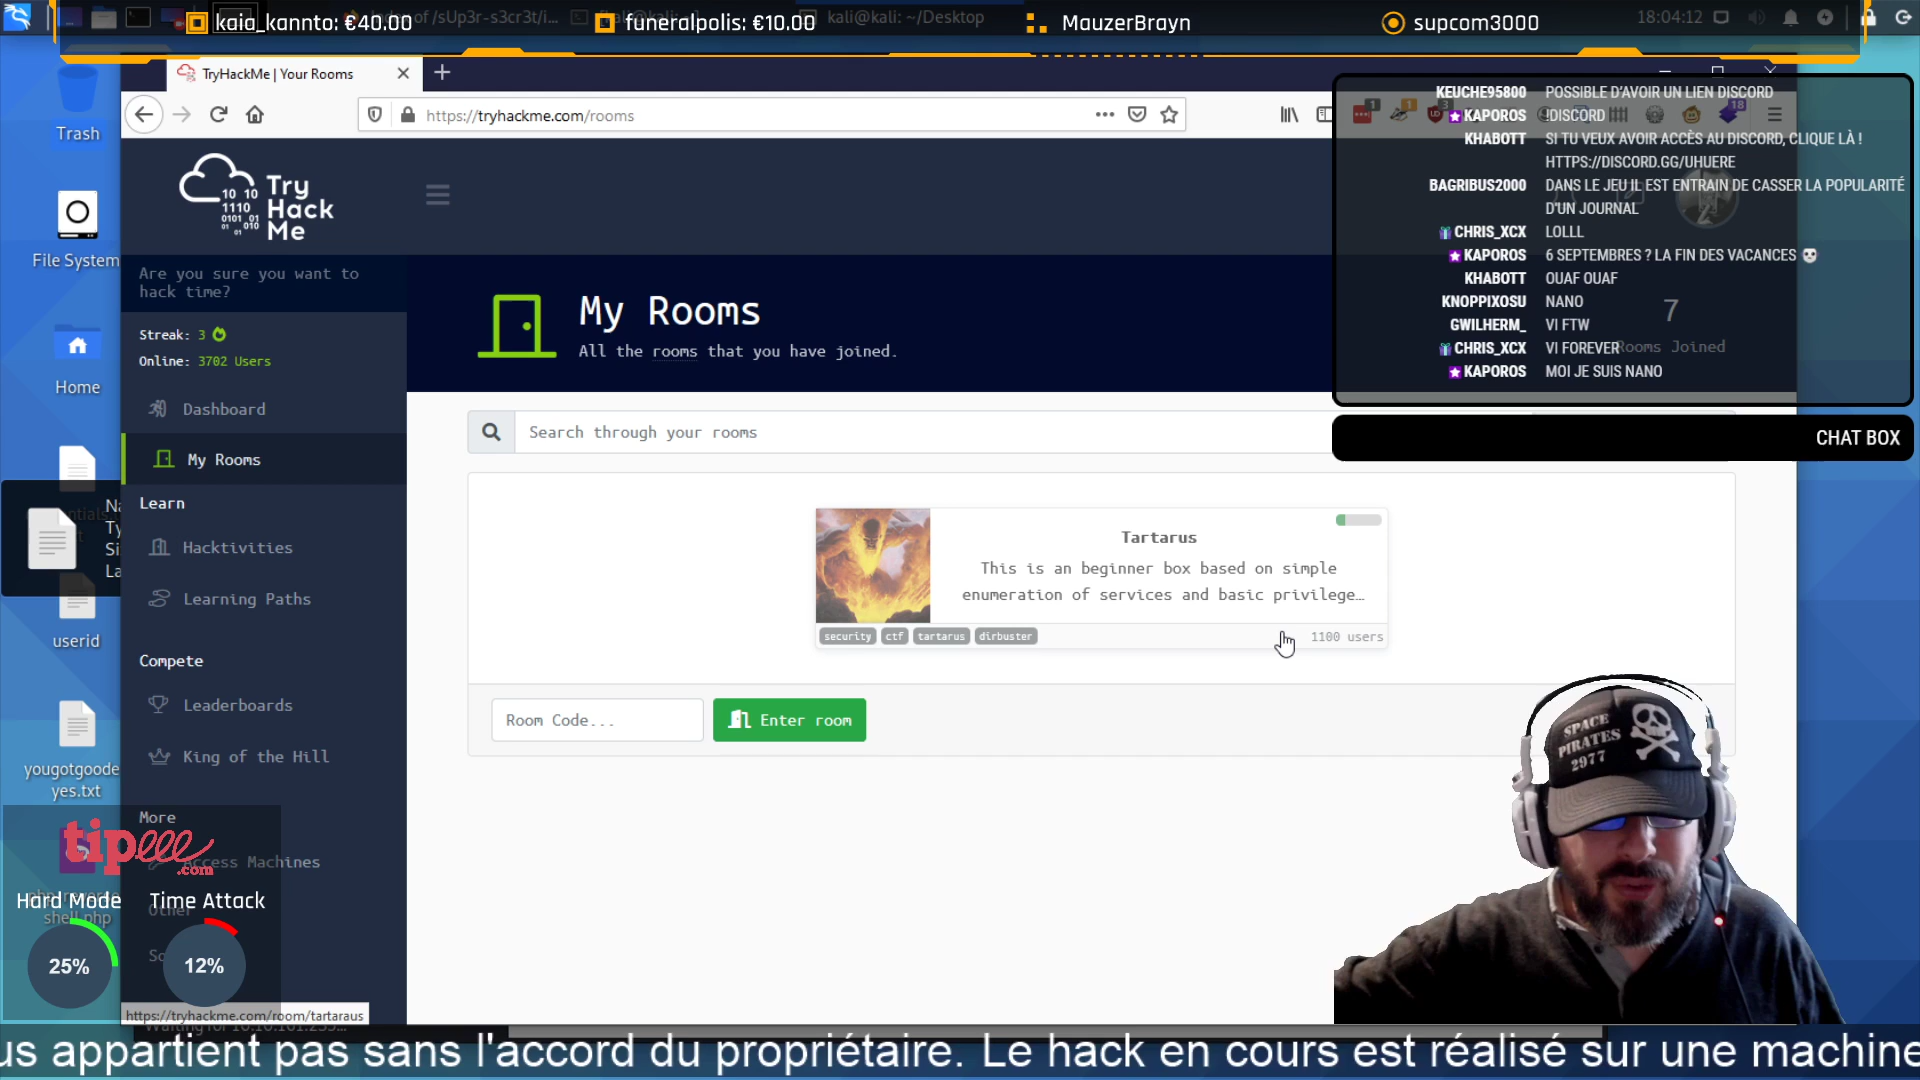 kaia_kannto: €40.00
funeralpolis: €10.00
MauzerBrayn
supcom3000
kali@kali: ~/Desktop
18:04:12
TryHackMe | Your Rooms
https://tryhackme.com/rooms
Trash
File System
Home
userid
yougotgoode
yes.txt
Try
Hack
Me
Are you sure you want to
hack time?
Streak: 3
Online: 3702 Users
Dashboard
My Rooms
Learn
Hacktivities
Learning Paths
Compete
Leaderboards
King of the Hill
More
Access Machines
Other
My Rooms
All the rooms that you have joined.
7
Rooms Joined
Search through your rooms
Tartarus
This is an beginner box based on simple
enumeration of services and basic privilege…
security ctf tartarus dirbuster
1100 users
Room Code...
Enter room
KEUCHE95800 POSSIBLE D'AVOIR UN LIEN DISCORD
KAPOROS !DISCORD
KHABOTT SI TU VEUX AVOIR ACCÈS AU DISCORD, CLIQUE LÀ !
HTTPS://DISCORD.GG/UHUERE
BAGRIBUS2000 DANS LE JEU IL EST ENTRAIN DE CASSER LA POPULARITÉ
D'UN JOURNAL
CHRIS_XCX LOLLL
KAPOROS 6 SEPTEMBRES ? LA FIN DES VACANCES
KHABOTT OUAF OUAF
KNOPPIXOSU NANO
GWILHERM_ VI FTW
CHRIS_XCX VI FOREVER
KAPOROS MOI JE SUIS NANO
CHAT BOX
SPACE
PIRATES
2977
tipeee
.com
Hard Mode
Time Attack
25%
12%
https://tryhackme.com/room/tartaraus
us appartient pas sans l'accord du propriétaire. Le hack en cours est réalisé sur une machine